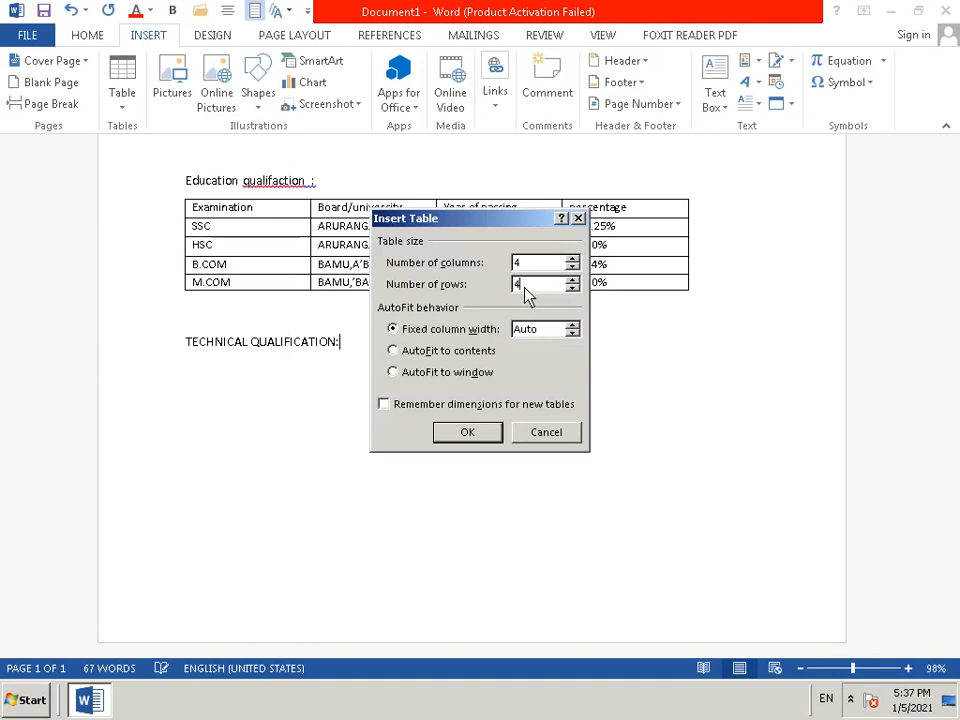 Document1 - Word (Product Activation Failed)
FILE HOME INSERT DESIGN PAGE LAYOUT REFERENCES MAILINGS REVIEW VIEW FOXIT READER PDF Sign in
Cover Page
Blank Page
Page Break
Table
Pictures
Online Pictures
Shapes
SmartArt
Chart
Screenshot
Apps for Office
Online Video
Links
Comment
Header
Footer
Page Number
Text Box
Equation
Symbol
Pages Tables Illustrations Apps Media Comments Header & Footer Text Symbols
Education qualifaction :
Examination Board/university Year of passing percentage
SSC ARURANG .25%
HSC ARURANG 0%
B.COM BAMU,A'B 4%
M.COM BAMU,'BA 0%
TECHNICAL QUALIFICATION:
Insert Table
Table size
Number of columns: 4
Number of rows: 4
AutoFit behavior
Fixed column width: Auto
AutoFit to contents
AutoFit to window
Remember dimensions for new tables
OK Cancel
PAGE 1 OF 1 67 WORDS ENGLISH (UNITED STATES) 98%
Start EN 5:37 PM
1/5/2021